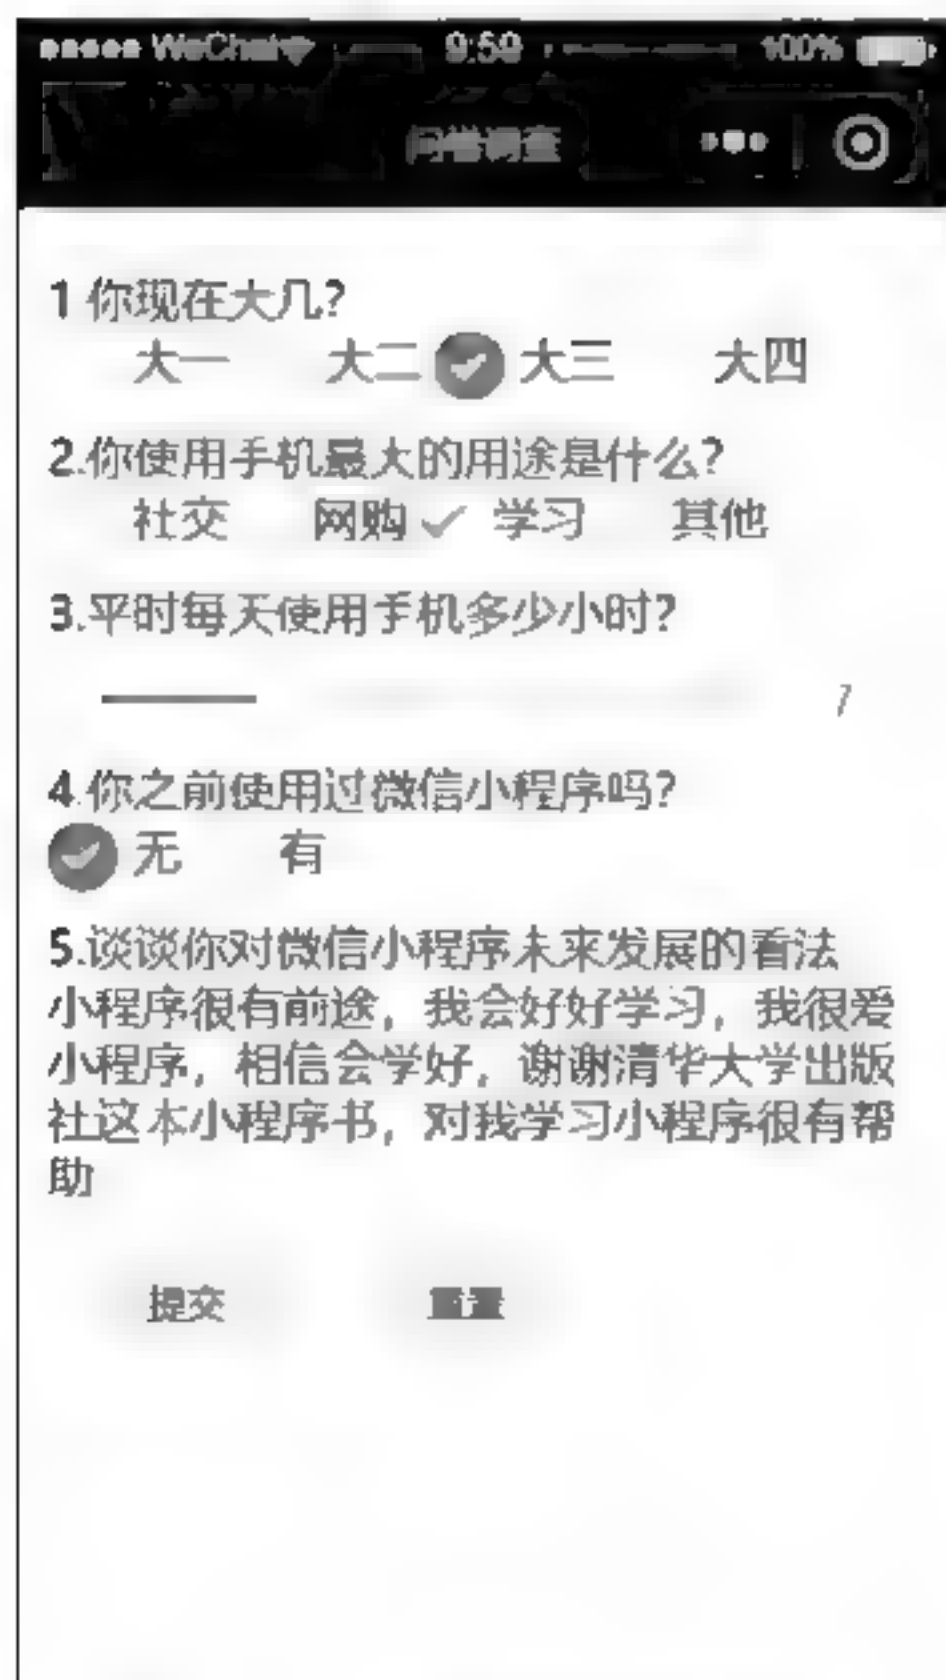 WeChat 9:59 100%
问卷调查
1 你现在大几?
大一 大二 大三 大四
2.你使用手机最大的用途是什么?
社交 网购 学习 其他
3.平时每天使用手机多少小时?
7
4.你之前使用过微信小程序吗?
无 有
5.谈谈你对微信小程序未来发展的看法
小程序很有前途，我会好好学习，我很爱
小程序，相信会学好，谢谢清华大学出版
社这本小程序书，对我学习小程序很有帮
助
提交 重置